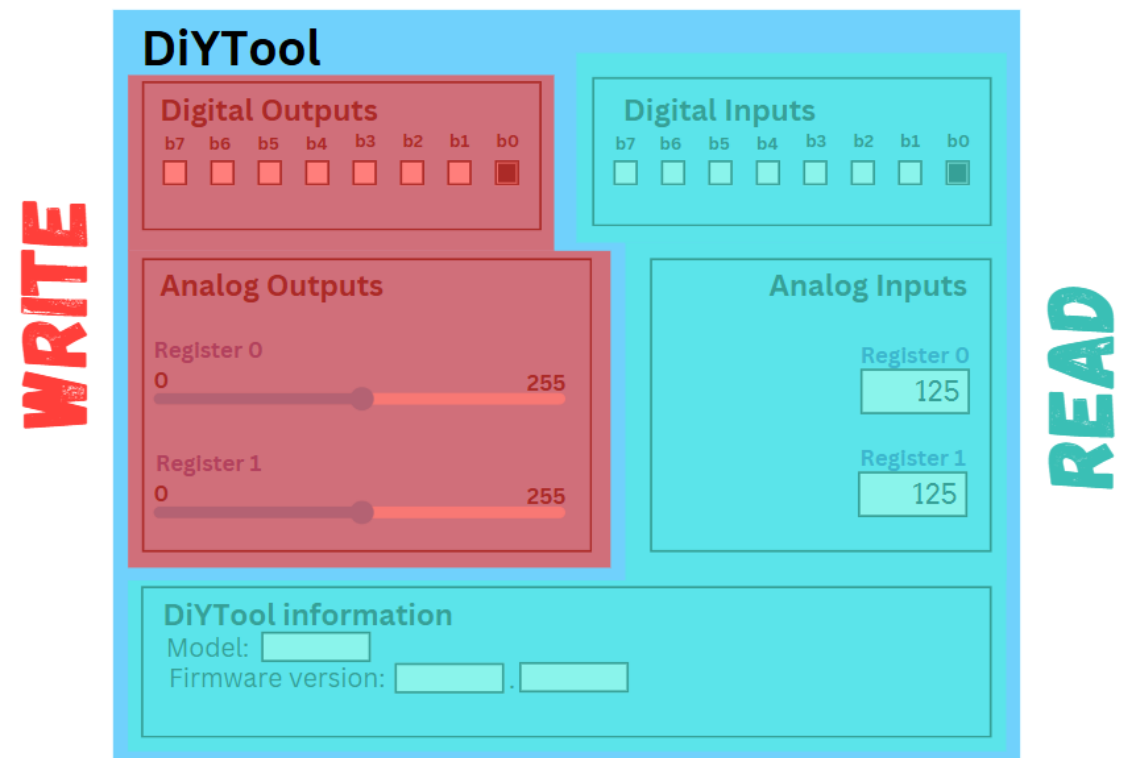 DiYTool
WRITE
Digital Outputs
b7 b6 b5 b4 b3 b2 b1 b0
Digital Inputs
b7 b6 b5 b4 b3 b2 b1 b0
Analog Outputs
Register 0
0 255
Register 1
0 255
Analog Inputs
Register 0
125
Register 1
125
READ
DiYTool information
Model:
Firmware version: .